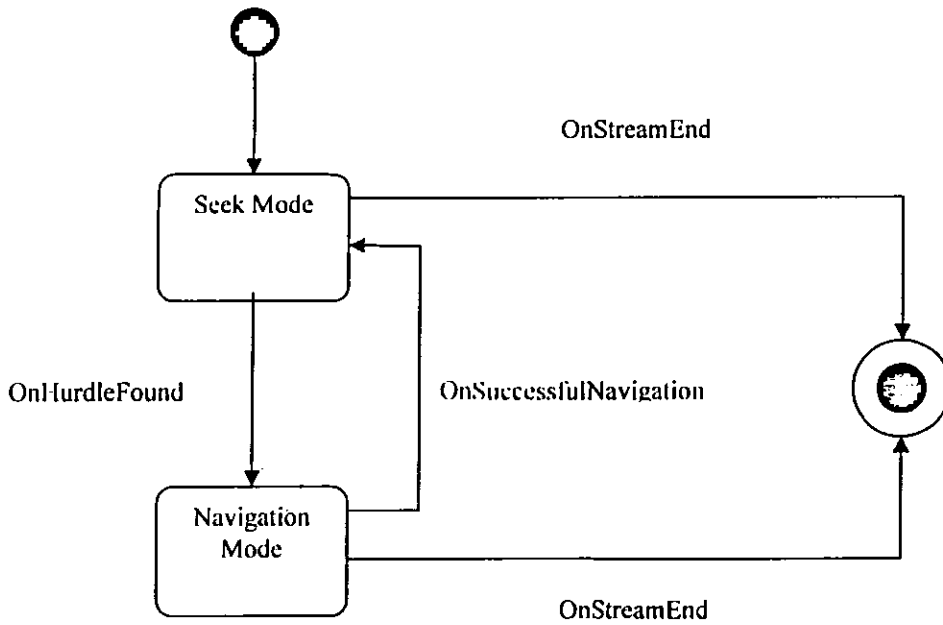 OnStreamEnd
Seek Mode
OnHurdleFound
OnSuccessfulNavigation
Navigation
Mode
OnStreamEnd